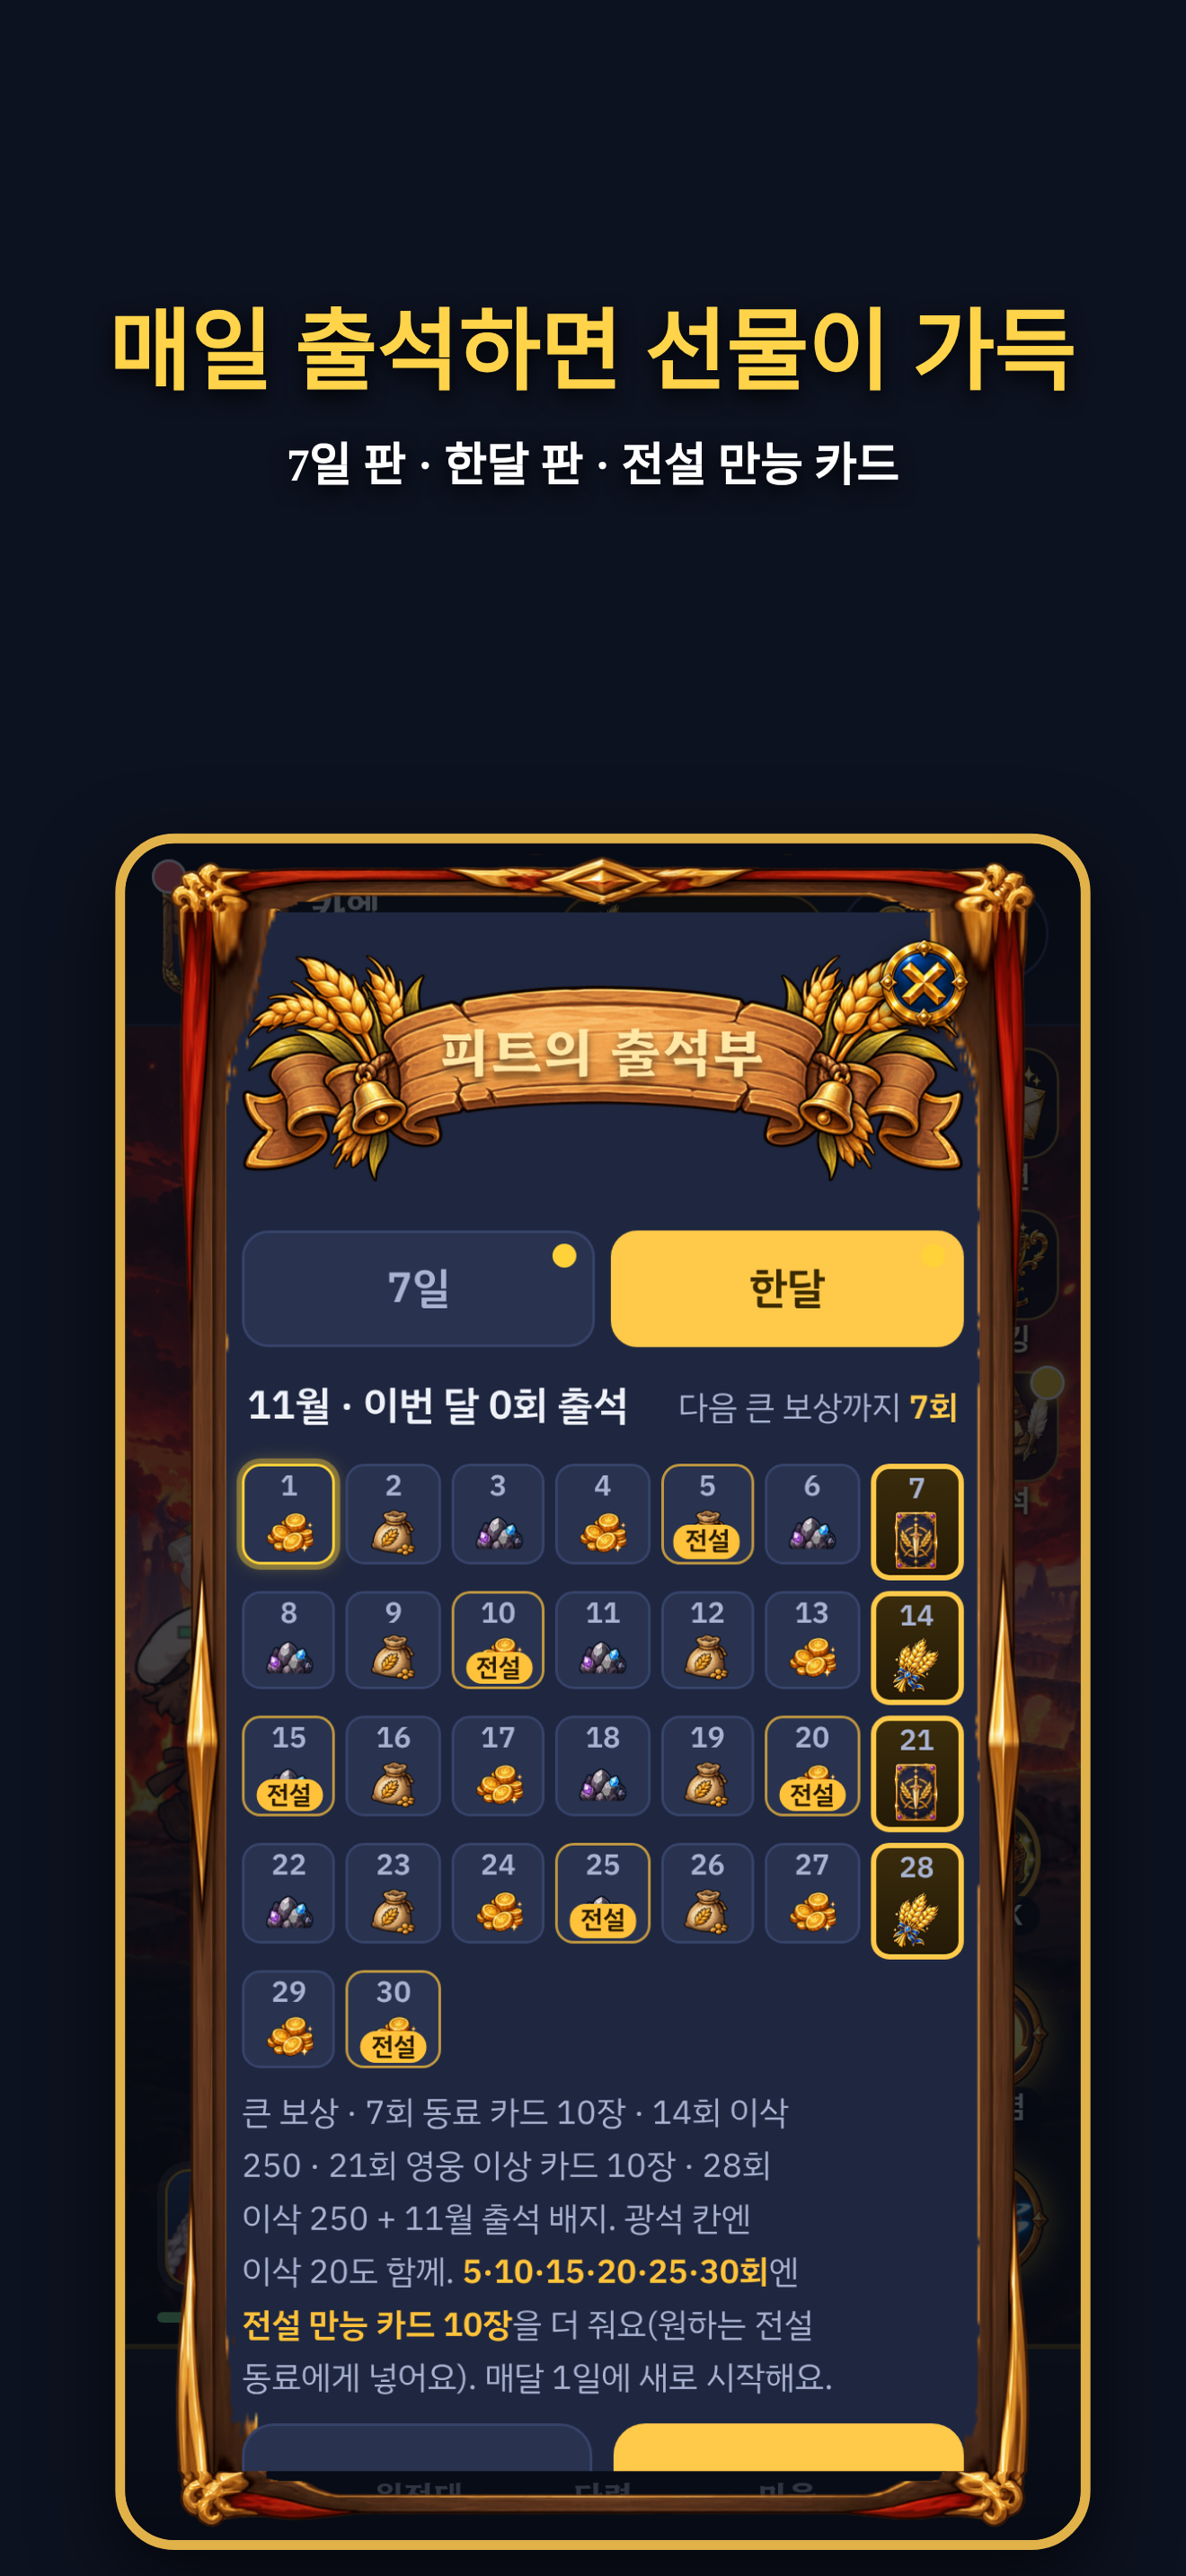 매일 출석하면 선물이 가득
7일 판 · 한달 판 · 전설 만능 카드
칸엔
피트의 출석부
7일
한달
11월 · 이번 달 0회 출석
다음 큰 보상까지 7회
1 2 3 4 5 6 7
전설
8 9 10 11 12 13 14
전설
15 16 17 18 19 20 21
전설 전설
22 23 24 25 26 27 28
전설
29 30
전설
큰 보상 · 7회 동료 카드 10장 · 14회 이삭
250 · 21회 영웅 이상 카드 10장 · 28회
이삭 250 + 11월 출석 배지. 광석 칸엔
이삭 20도 함께. 5·10·15·20·25·30회엔
전설 만능 카드 10장을 더 줘요(원하는 전설
동료에게 넣어요). 매달 1일에 새로 시작해요.